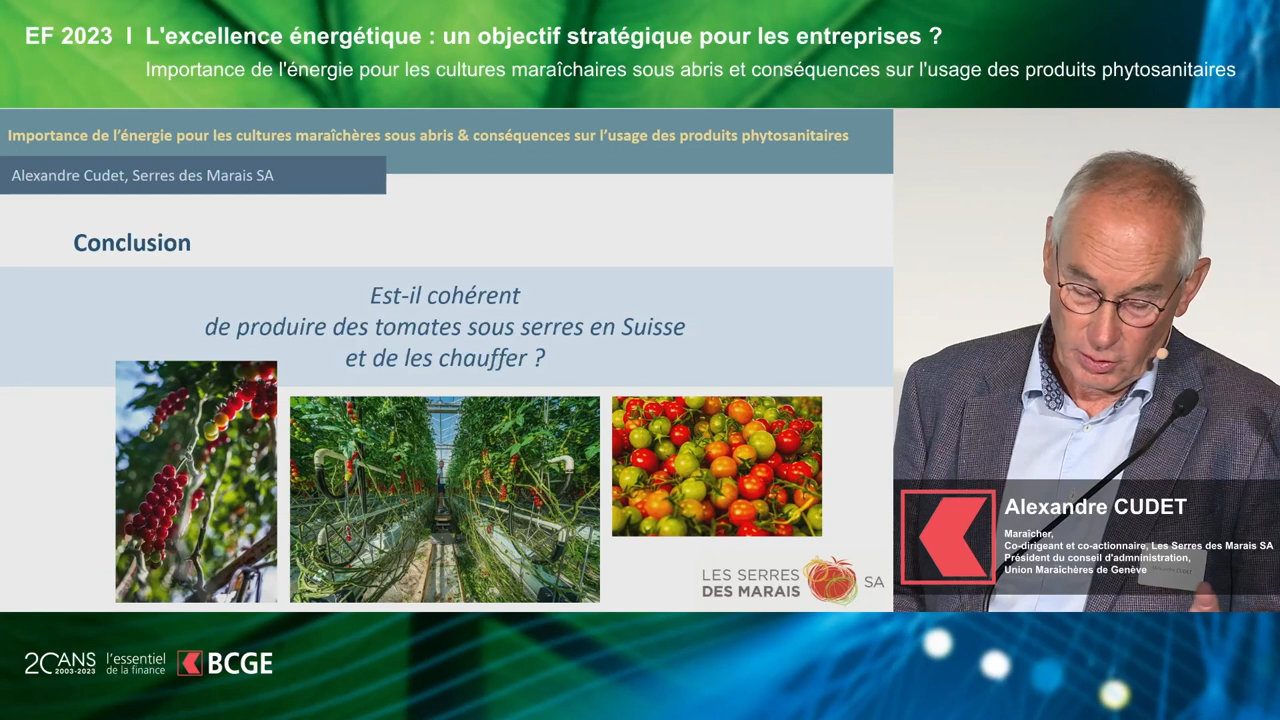 EF 2023 I L'excellence énergétique : un objectif stratégique pour les entreprises ?
Importance de l'énergie pour les cultures maraîchaires sous abris et conséquences sur l'usage des produits phytosanitaires
Importance de l'énergie pour les cultures maraîchères sous abris & conséquences sur l'usage des produits phytosanitaires
Alexandre Cudet, Serres des Marais SA
Conclusion
Est-il cohérent
de produire des tomates sous serres en Suisse
et de les chauffer ?
LES SERRES
DES MARAIS SA
Alexandre CUDET
Maraîcher,
Co-dirigeant et co-actionnaire, Les Serres des Marais SA
Président du conseil d'admninistration,
Union Maraîchères de Genève
20 ANS
2003-2023
l'essentiel
de la finance
BCGE